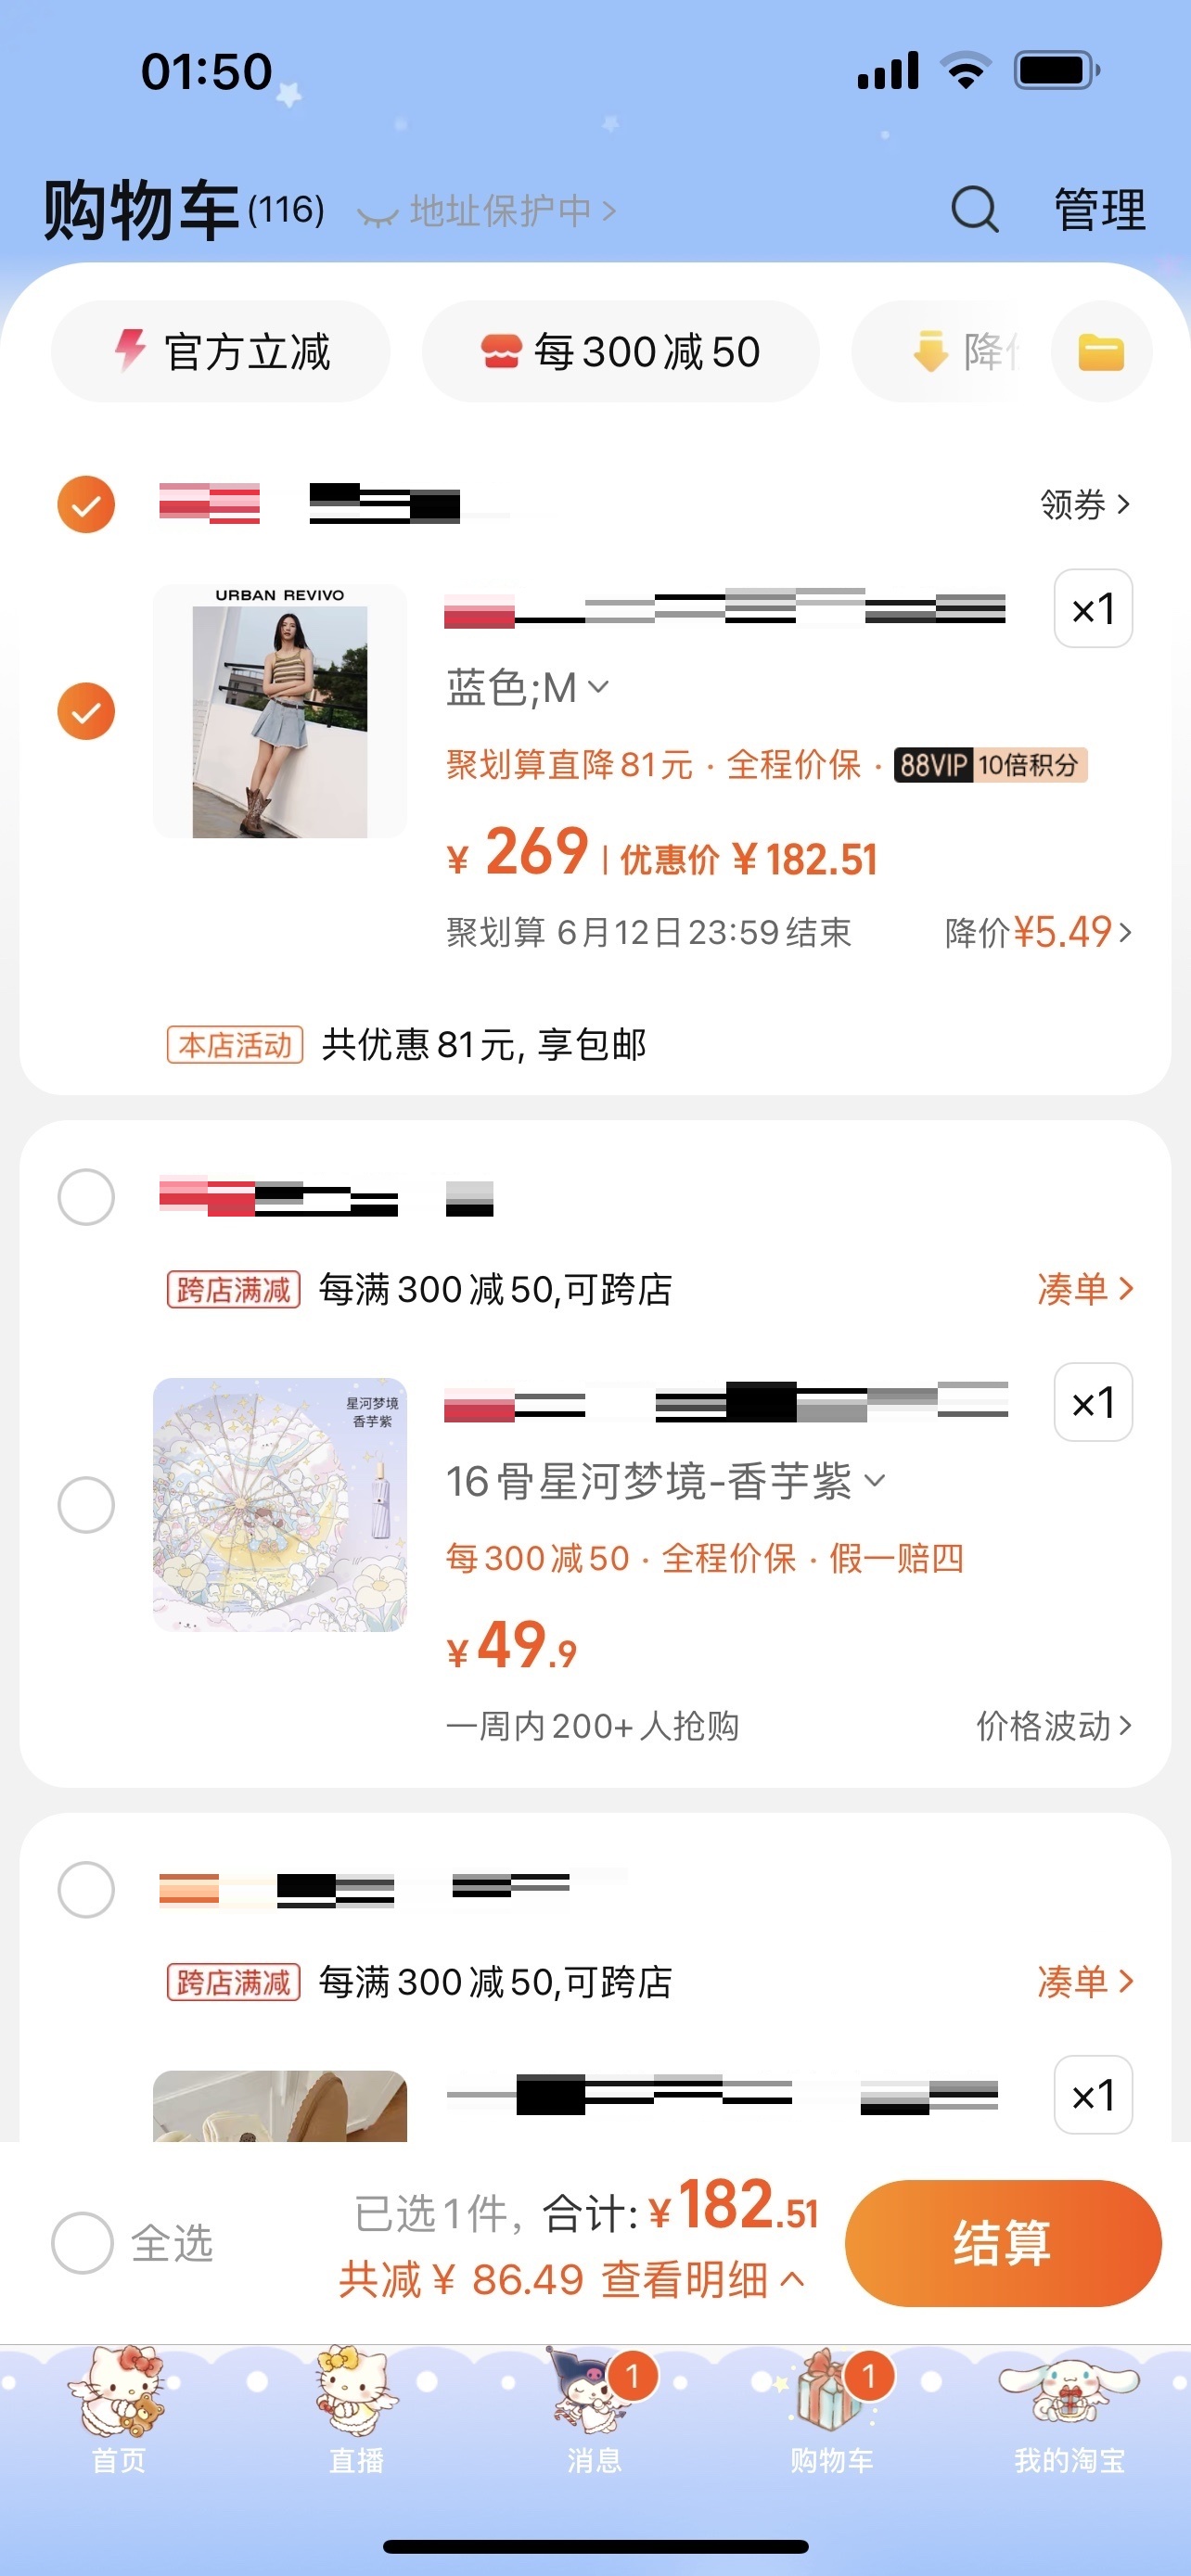 01:50
购物车(116) 地址保护中 管理
官方立减 每300减50
领券
URBAN REVIVO
×1
蓝色;M
聚划算直降81元 · 全程价保 · 88VIP 10倍积分
¥ 269 | 优惠价 ¥ 182.51
聚划算 6月12日23:59结束 降价¥5.49
本店活动 共优惠81元, 享包邮
跨店满减 每满300减50,可跨店 凑单
星河梦境
香芋紫
×1
16骨星河梦境-香芋紫
每300减50 · 全程价保 · 假一赔四
¥49.9
一周内200+人抢购 价格波动
跨店满减 每满300减50,可跨店 凑单
×1
全选 已选1件, 合计: ¥182.51 结算
共减¥ 86.49 查看明细
1 1
首页 直播 消息 购物车 我的淘宝